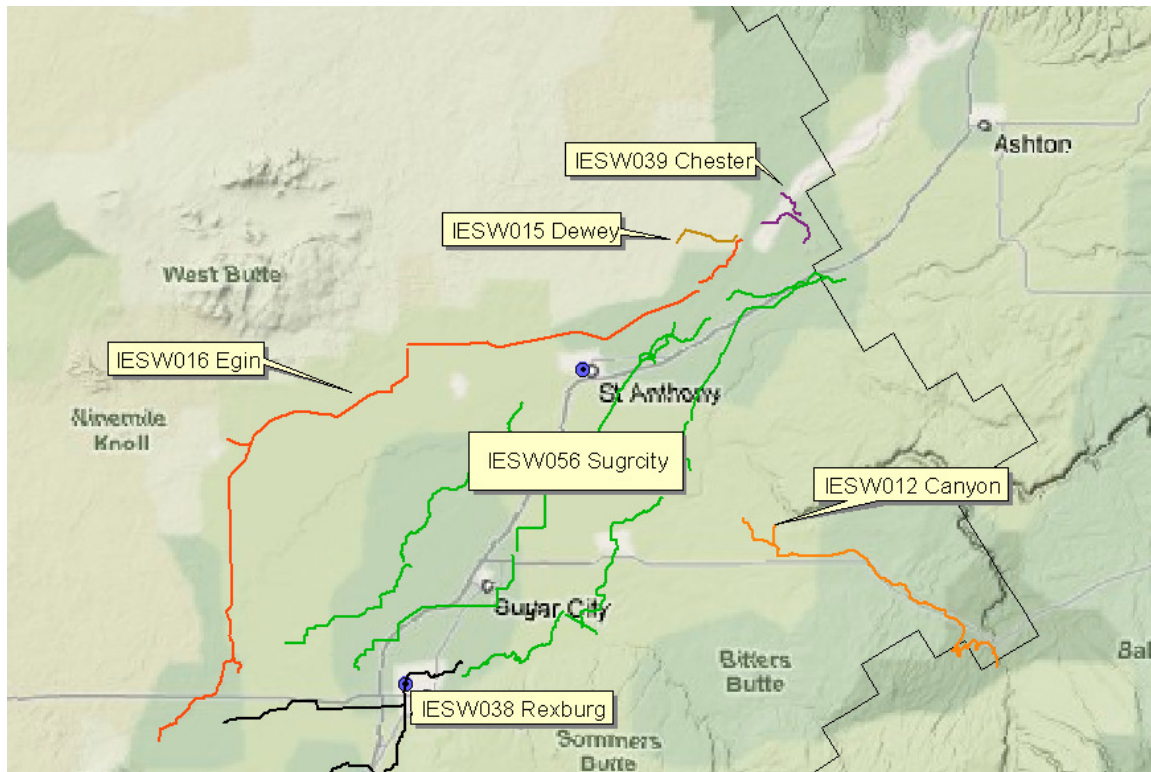 Ashton
IESW039 Chester
IESW015 Dewey
West Butte
IESW016 Egin
St Anthony
Ninemile
Knoll
IESW056 Sugrcity
IESW012 Canyon
Sugar City
Bitters
Butte
Bal
IESW038 Rexburg
Sommers
Butte